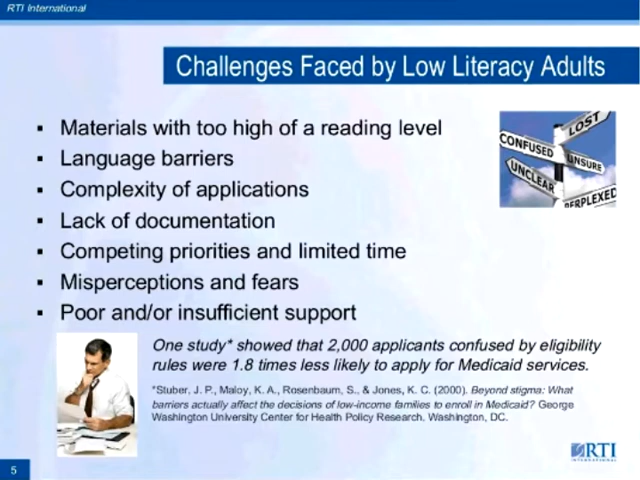 RTI International
Challenges Faced by Low Literacy Adults
▪ Materials with too high of a reading level
▪ Language barriers
▪ Complexity of applications
▪ Lack of documentation
▪ Competing priorities and limited time
▪ Misperceptions and fears
▪ Poor and/or insufficient support
LOST
CONFUSED
UNSURE
UNCLEAR
PERPLEXED
One study* showed that 2,000 applicants confused by eligibility
rules were 1.8 times less likely to apply for Medicaid services.
*Stuber, J. P., Maloy, K. A., Rosenbaum, S., & Jones, K. C. (2000). Beyond stigma: What
barriers actually affect the decisions of low-income families to enroll in Medicaid? George
Washington University Center for Health Policy Research, Washington, DC.
5
RTI
INTERNATIONAL